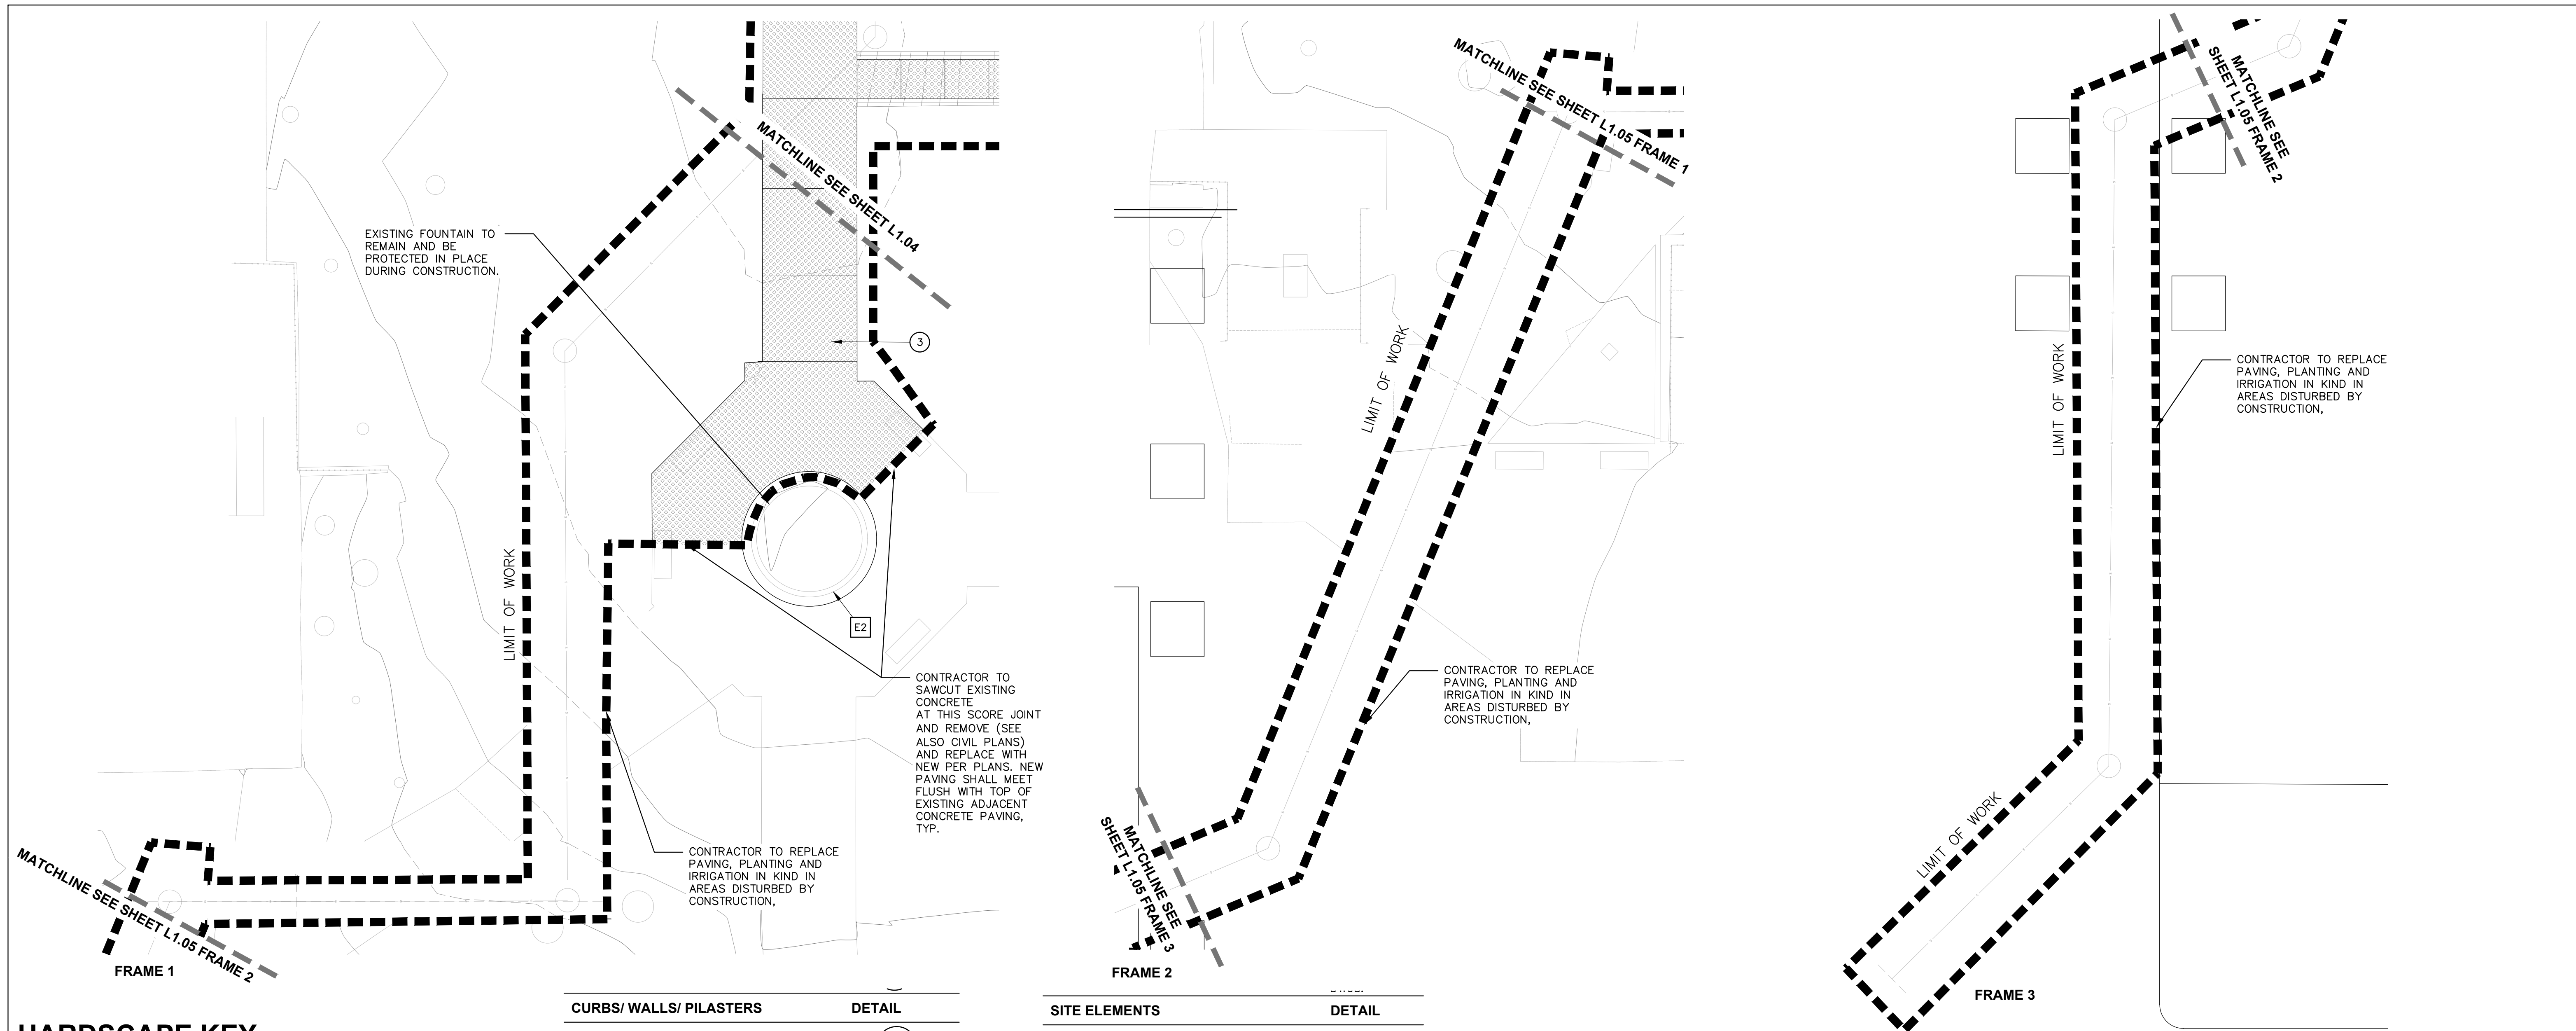 MATCHLINE SEE SHEET L1.04
EXISTING FOUNTAIN TO
REMAIN AND BE
PROTECTED IN PLACE
DURING CONSTRUCTION.
3
LIMIT OF WORK
E2
CONTRACTOR TO
SAWCUT EXISTING
CONCRETE
AT THIS SCORE JOINT
AND REMOVE (SEE
ALSO CIVIL PLANS)
AND REPLACE WITH
NEW PER PLANS. NEW
PAVING SHALL MEET
FLUSH WITH TOP OF
EXISTING ADJACENT
CONCRETE PAVING,
TYP.
CONTRACTOR TO REPLACE
PAVING, PLANTING AND
IRRIGATION IN KIND IN
AREAS DISTURBED BY
CONSTRUCTION,
MATCHLINE SEE SHEET L1.05 FRAME 2
FRAME 1
MATCHLINE SEE SHEET L1.05 FRAME 1
LIMIT OF WORK
CONTRACTOR TO REPLACE
PAVING, PLANTING AND
IRRIGATION IN KIND IN
AREAS DISTURBED BY
CONSTRUCTION,
MATCHLINE SEE
SHEET L1.05 FRAME 3
FRAME 2
MATCHLINE SEE
SHEET L1.05 FRAME 2
LIMIT OF WORK
CONTRACTOR TO REPLACE
PAVING, PLANTING AND
IRRIGATION IN KIND IN
AREAS DISTURBED BY
CONSTRUCTION,
LIMIT OF WORK
FRAME 3
HARDSCAPE KEY
CURBS/ WALLS/ PILASTERS DETAIL
SITE ELEMENTS DETAIL